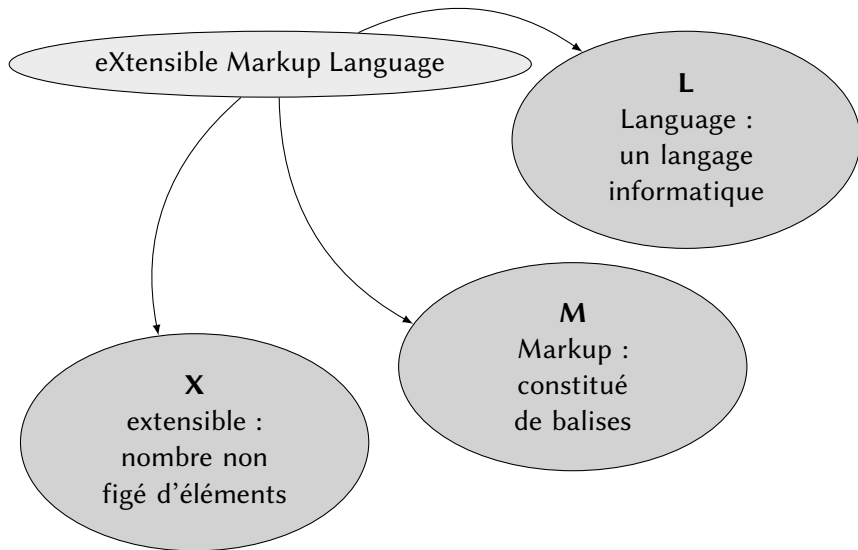 eXtensible Markup Language
L
Language :
un langage
informatique
M
Markup :
constitué
de balises
X
extensible :
nombre non
figé d'éléments